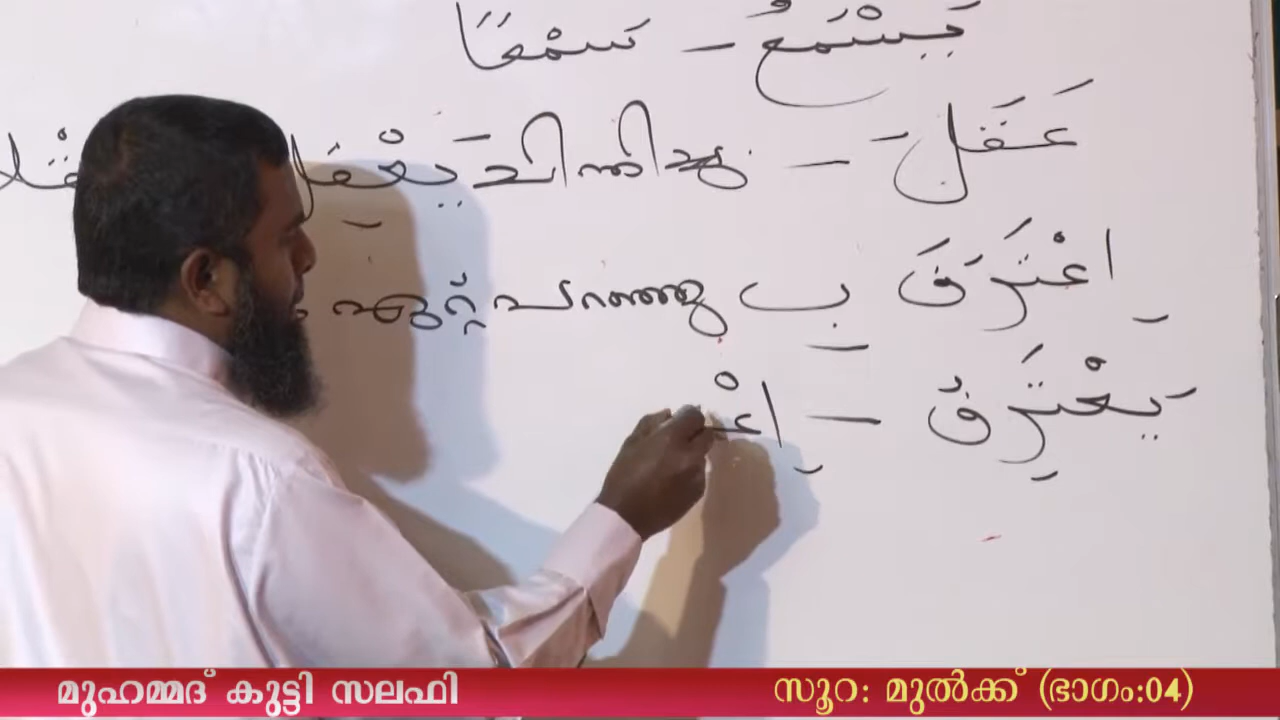 يَسْمَعُ – سَمْعًا
عَقَلَ – ചിന്തിച്ചു يَعْقِلُ
اِعْتَرَفَ بِ ഏറ്റ് പറഞ്ഞു
يَعْتَرِفُ – اِعْ
മുഹമ്മദ് കുട്ടി സലഫി
സൂറ: മുൽക്ക് (ഭാഗം:04)